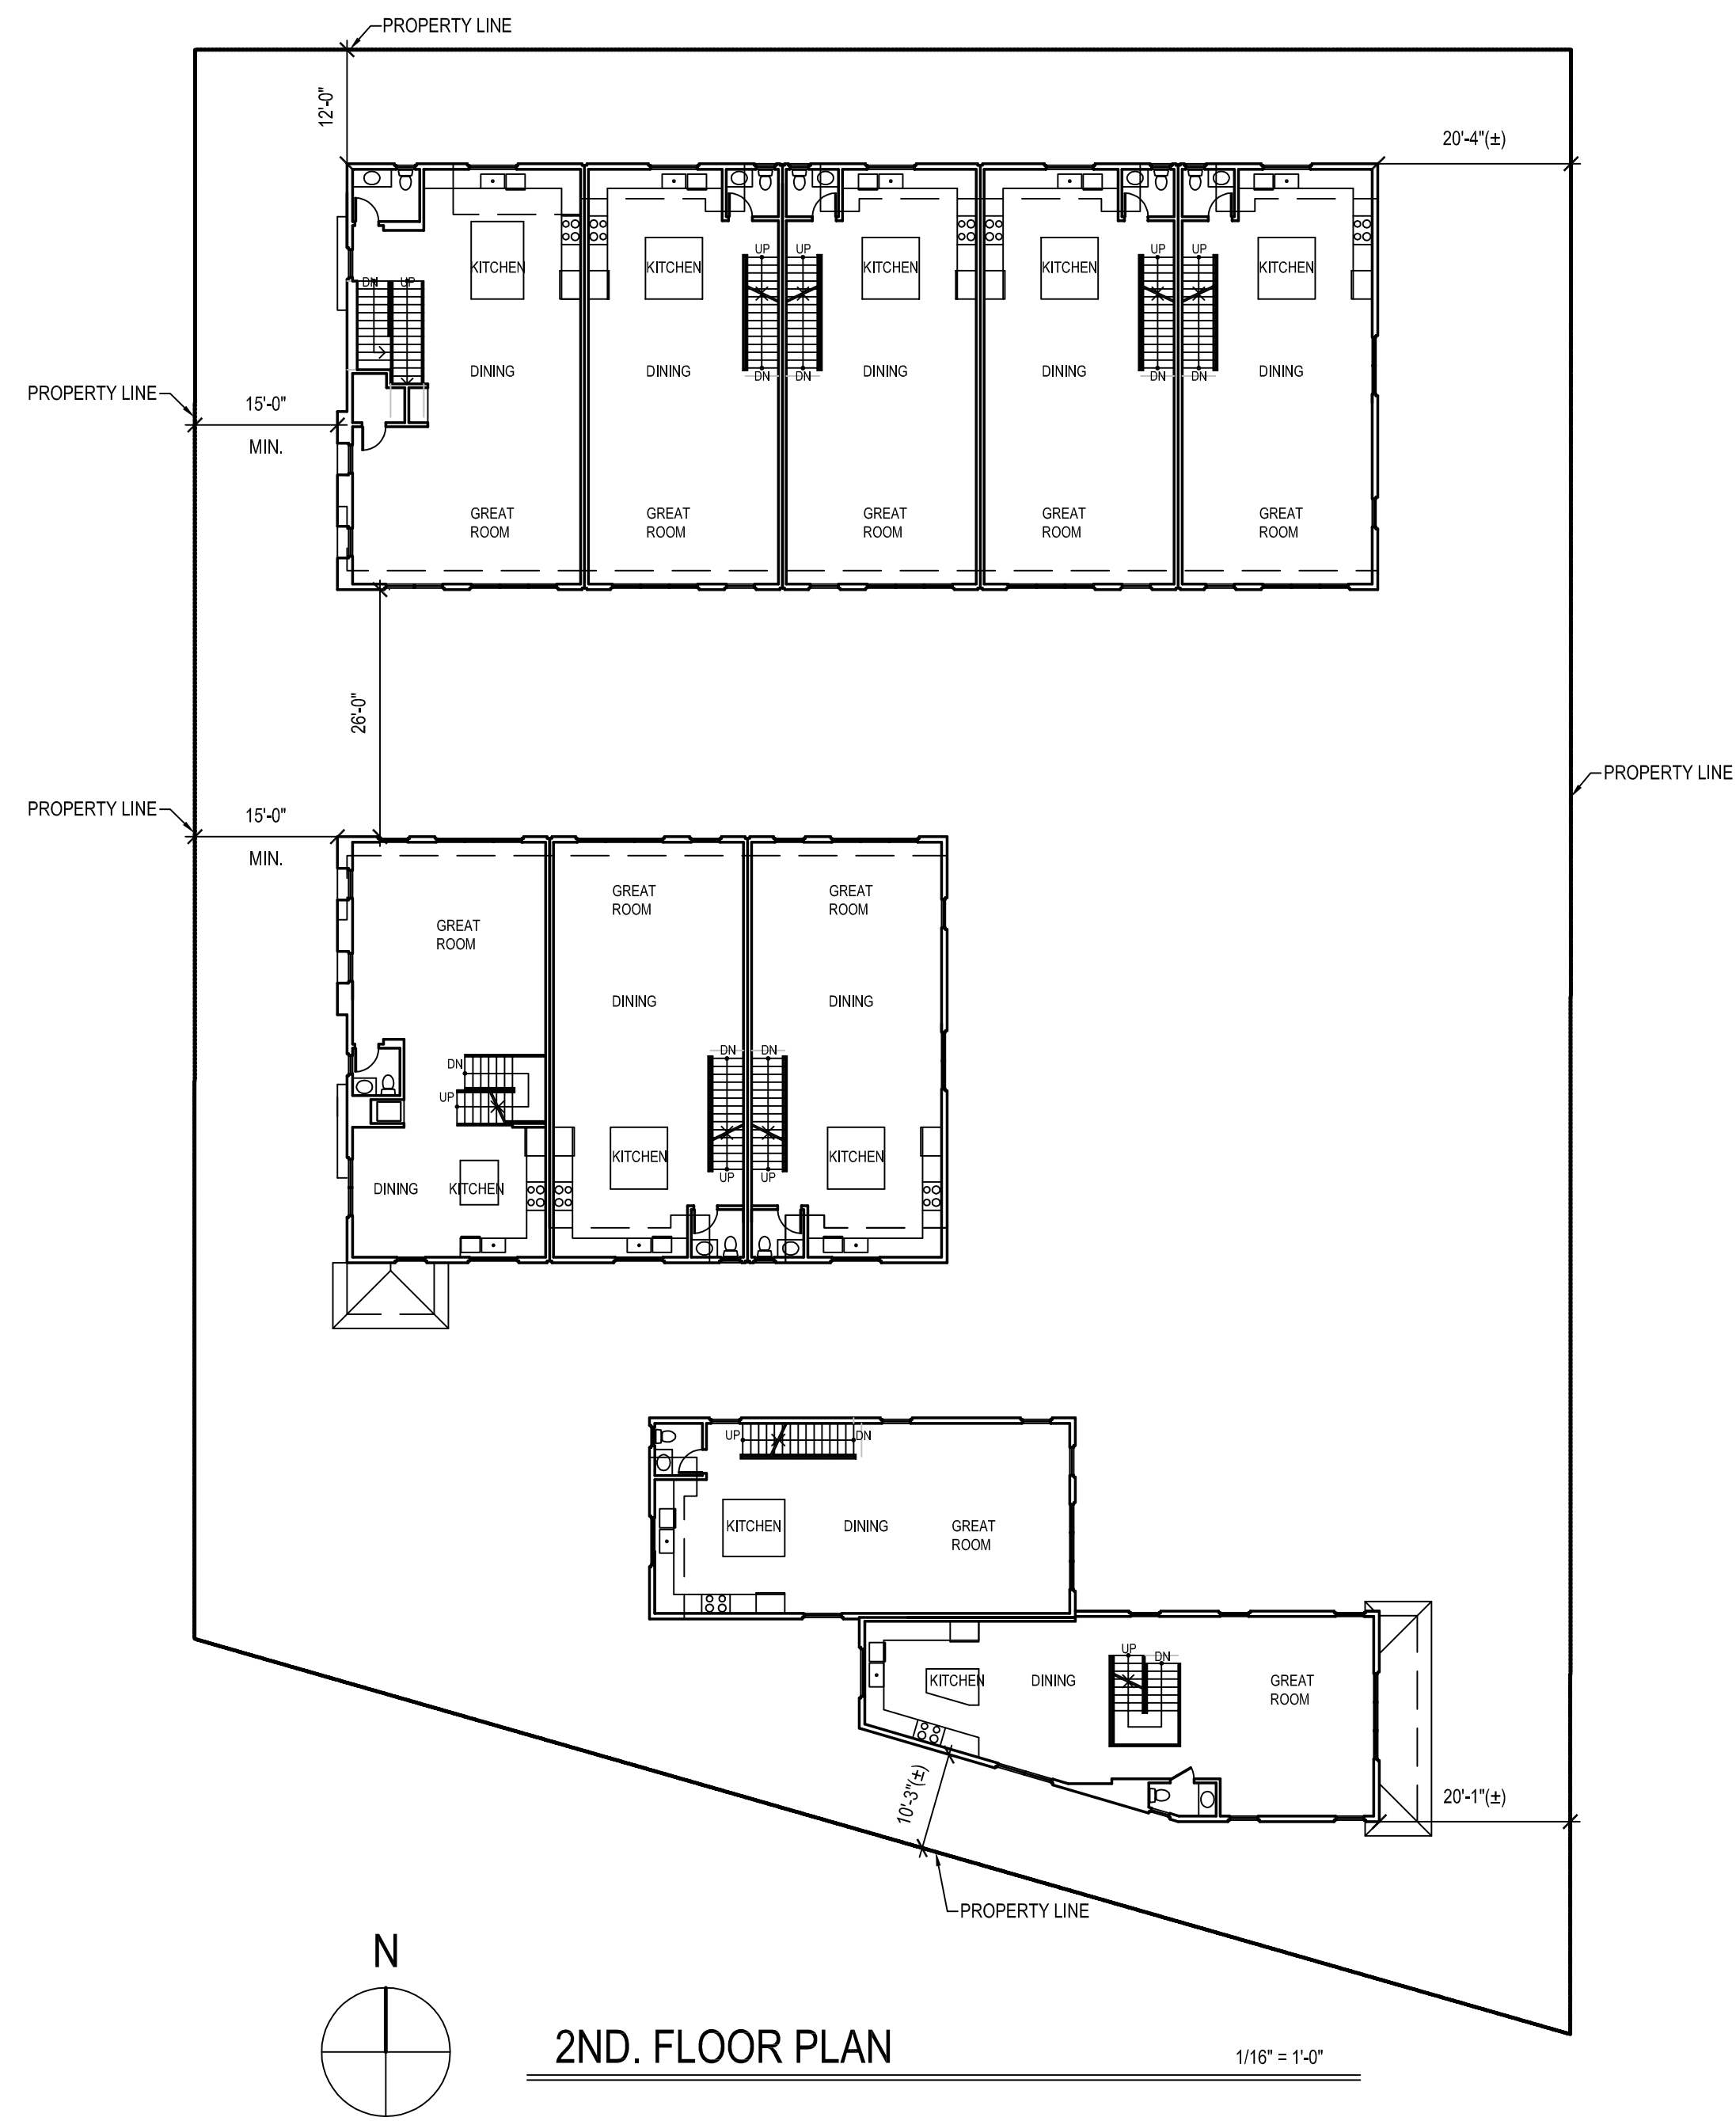 PROPERTY LINE
12'-0"
20'-4"(±)
KITCHEN
KITCHEN
KITCHEN
KITCHEN
KITCHEN
UP
UP
UP
UP
DN
UP
DINING
DINING
DINING
DINING
DINING
DN
DN
DN
DN
PROPERTY LINE
15'-0"
MIN.
GREAT
ROOM
GREAT
ROOM
GREAT
ROOM
GREAT
ROOM
GREAT
ROOM
26'-0"
PROPERTY LINE
PROPERTY LINE
15'-0"
MIN.
GREAT
ROOM
GREAT
ROOM
GREAT
ROOM
DINING
DINING
DN
DN
DN
UP
KITCHEN
KITCHEN
UP
UP
DINING
KITCHEN
UP
DN
KITCHEN
DINING
GREAT
ROOM
UP
DN
KITCHEN
DINING
GREAT
ROOM
10'-3"(±)
20'-1"(±)
PROPERTY LINE
N
2ND. FLOOR PLAN
1/16" = 1'-0"